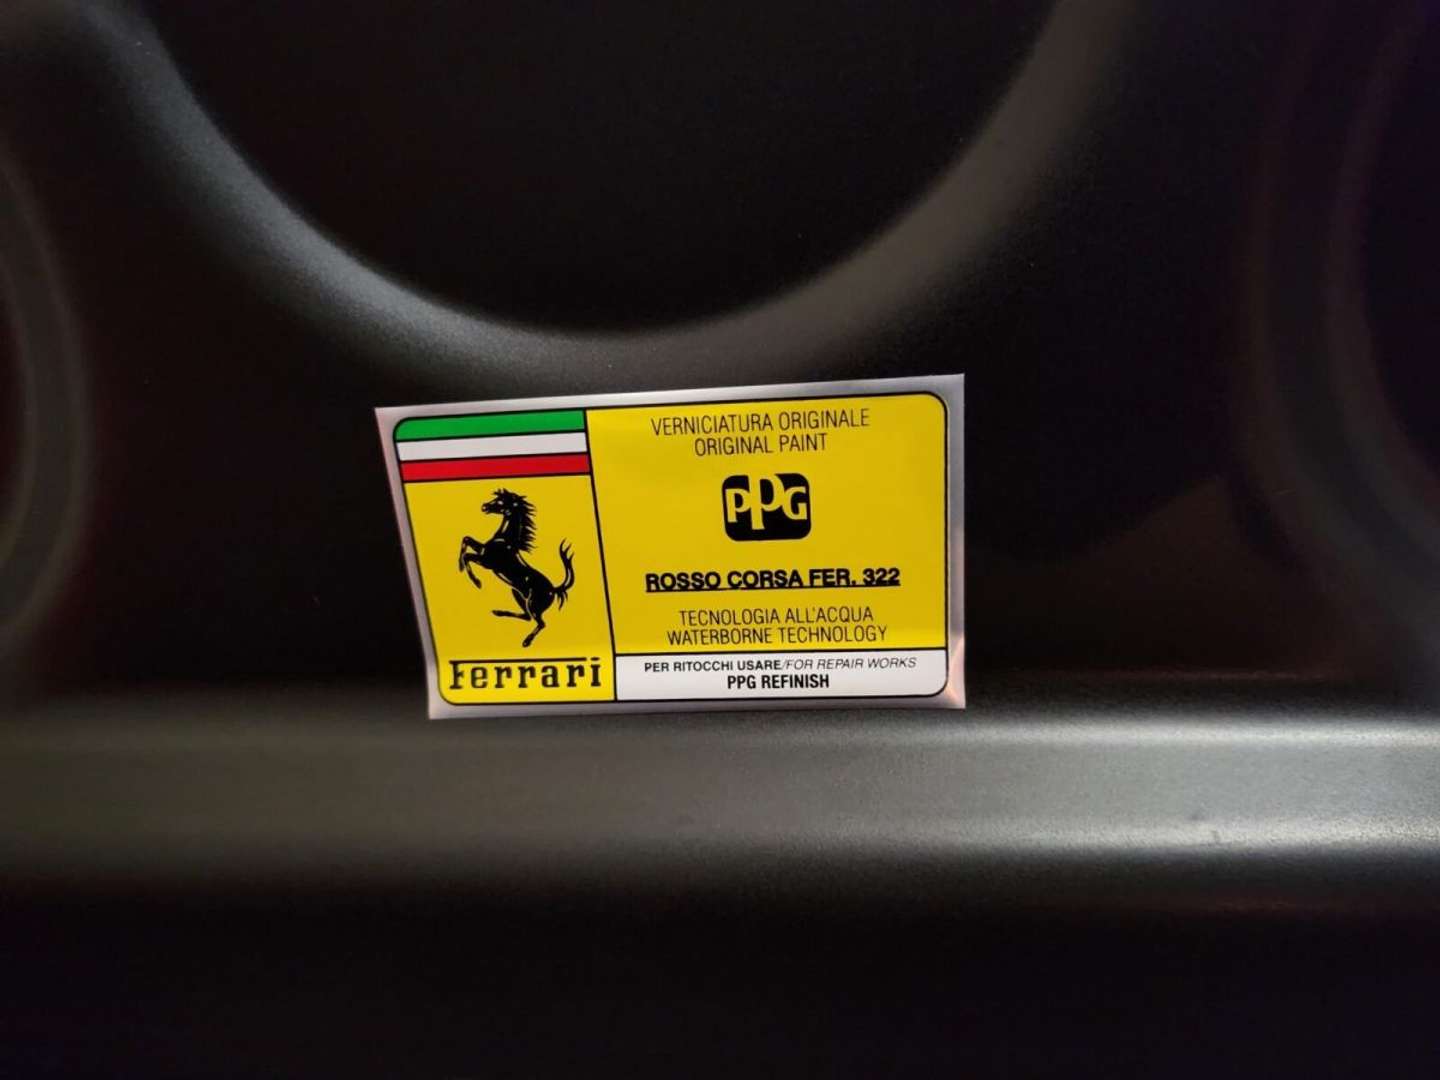 VERNICIATURA ORIGINALE
ORIGINAL PAINT
PPG
ROSSO CORSA FER. 322
TECNOLOGIA ALL'ACQUA
WATERBORNE TECHNOLOGY
Ferrari
PER RITOCCHI USARE/FOR REPAIR WORKS
PPG REFINISH